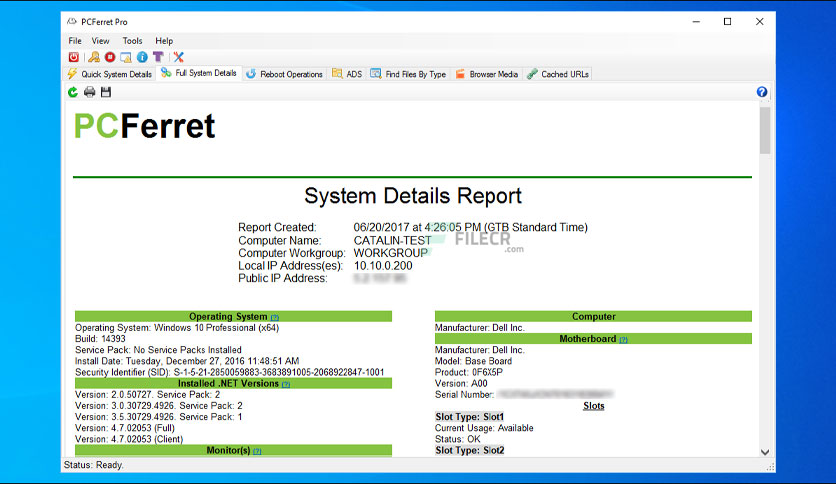 PCFerret Pro
File View Tools Help
Quick System Details Full System Details Reboot Operations ADS Find Files By Type Browser Media Cached URLs
PCFerret
System Details Report
Report Created: 06/20/2017 at 4:26:05 PM (GTB Standard Time)
Computer Name: CATALIN-TEST
Computer Workgroup: WORKGROUP
Local IP Address(es): 10.10.0.200
Public IP Address:
FILECR
.com
Operating System (?)
Operating System: Windows 10 Professional (x64)
Build: 14393
Service Pack: No Service Packs Installed
Install Date: Tuesday, December 27, 2016 11:48:51 AM
Security Identifier (SID): S-1-5-21-2850059883-3683891005-2068922847-1001
Installed .NET Versions (?)
Version: 2.0.50727. Service Pack: 2
Version: 3.0.30729.4926. Service Pack: 2
Version: 3.5.30729.4926. Service Pack: 1
Version: 4.7.02053 (Full)
Version: 4.7.02053 (Client)
Monitor(s) (?)
Computer
Manufacturer: Dell Inc.
Motherboard (?)
Manufacturer: Dell Inc.
Model: Base Board
Product: 0F6X5P
Version: A00
Serial Number:
Slots
Slot Type: Slot1
Current Usage: Available
Status: OK
Slot Type: Slot2
Status: Ready.